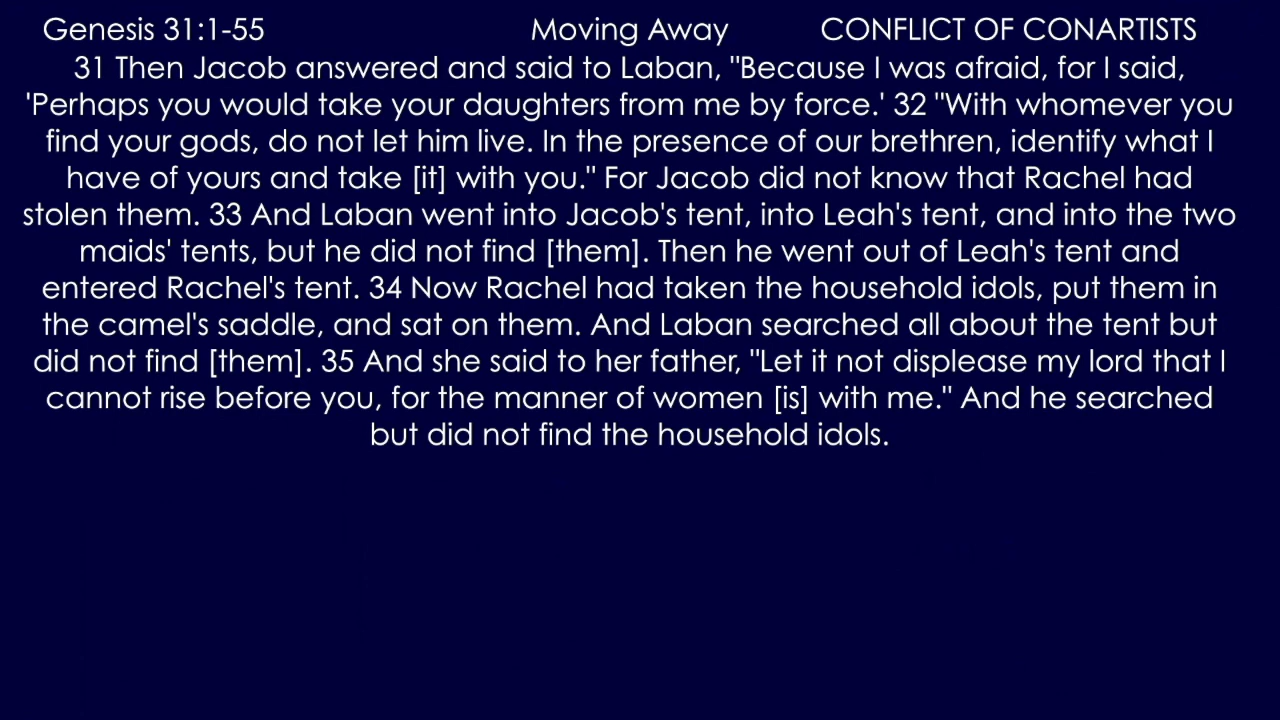 Genesis 31:1-55 Moving Away CONFLICT OF CONARTISTS
31 Then Jacob answered and said to Laban, "Because I was afraid, for I said,
'Perhaps you would take your daughters from me by force.' 32 "With whomever you
find your gods, do not let him live. In the presence of our brethren, identify what I
have of yours and take [it] with you." For Jacob did not know that Rachel had
stolen them. 33 And Laban went into Jacob's tent, into Leah's tent, and into the two
maids' tents, but he did not find [them]. Then he went out of Leah's tent and
entered Rachel's tent. 34 Now Rachel had taken the household idols, put them in
the camel's saddle, and sat on them. And Laban searched all about the tent but
did not find [them]. 35 And she said to her father, "Let it not displease my lord that I
cannot rise before you, for the manner of women [is] with me." And he searched
but did not find the household idols.